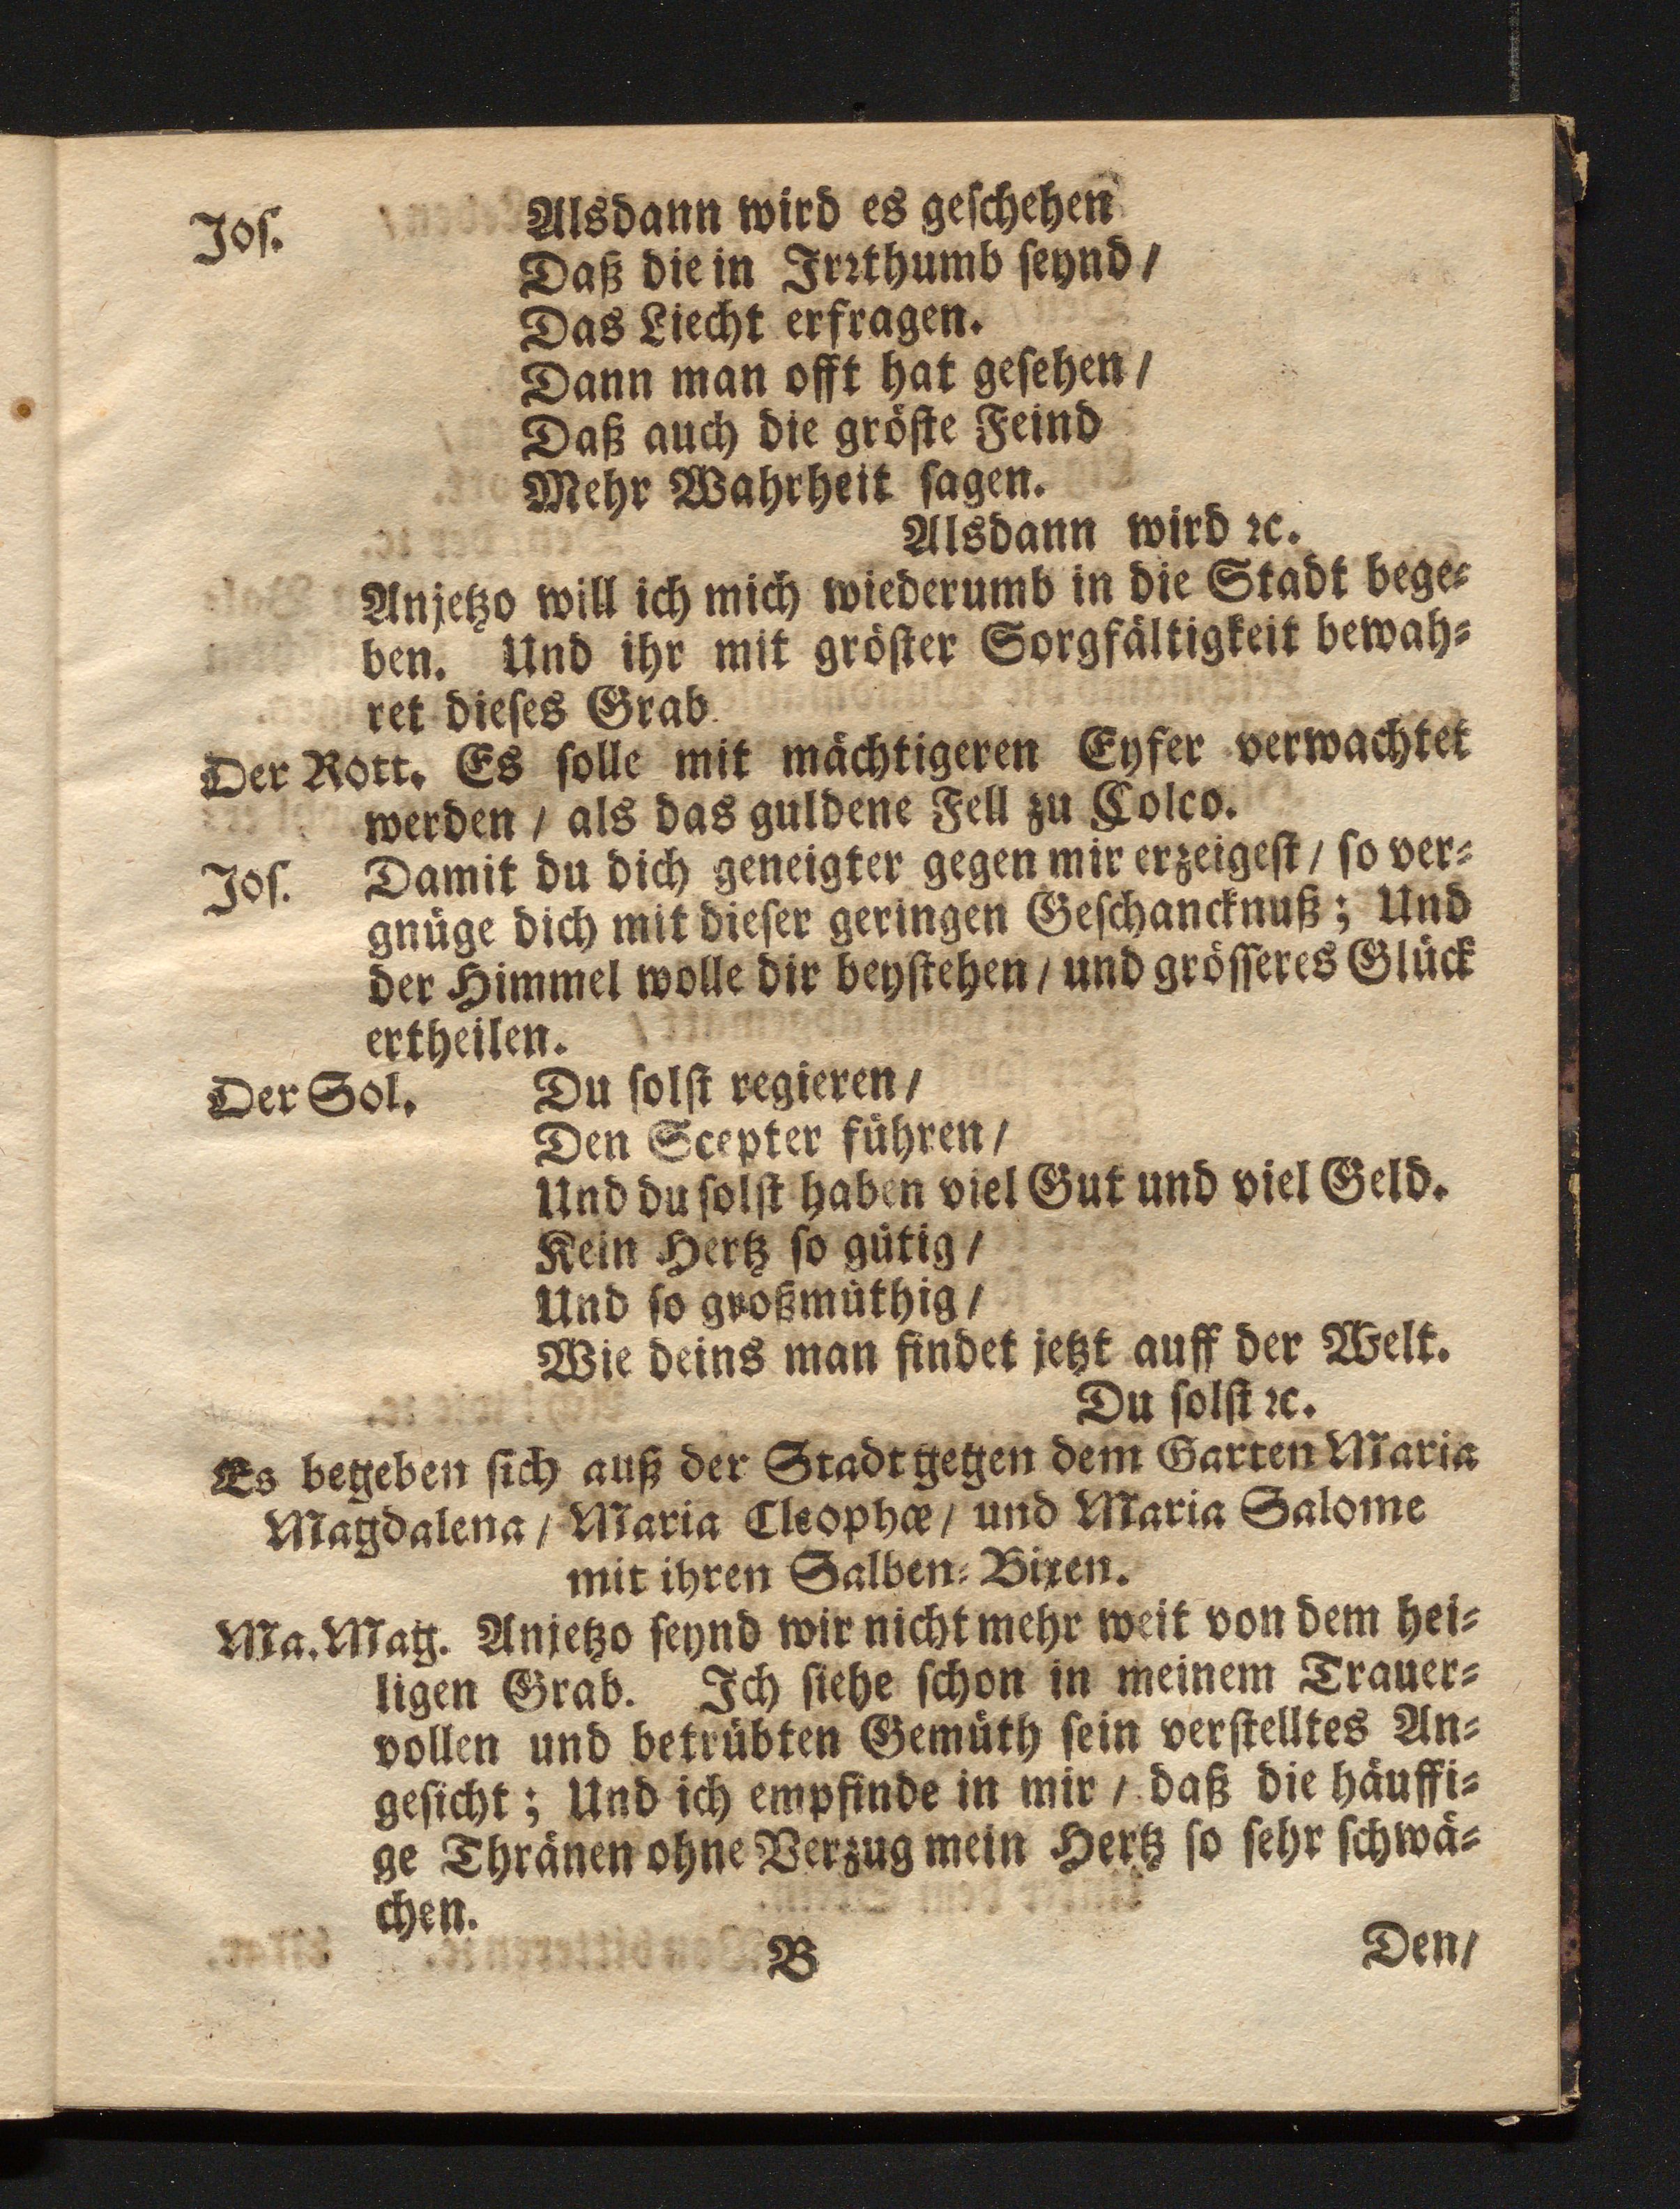 Joſ. Alsdann wird es geſchehen
Daß die in Irꝛthumb ſeynd /
Das Liecht erfragen.
Dann man offt hat geſehen /
Daß auch die gröſte Feind
Mehr Wahrheit ſagen.
Alsdann wird ꝛc.
Anjetzo will ich mich wiederumb in die Stadt bege⸗
ben. Und ihr mit gröſter Sorgfältigkeit bewah⸗
ret dieſes Grab.
Der Rott. Es ſolle mit mächtigeren Eyfer verwachtet
werden / als das guldene Fell zu Colco.
Joſ. Damit du dich geneigter gegen mir erzeigeſt / ſo ver⸗
gnüge dich mit dieſer geringen Geſchancknuß; Und
der Himmel wolle dir beyſtehen / und gröſſeres Glück
ertheilen.
Der Sol. Du ſolſt regieren /
Den Scepter führen /
Und du ſolſt haben viel Gut und viel Geld.
Kein Hertz ſo gütig /
Und ſo großmüthig /
Wie deins man findet jetzt auff der Welt.
Du ſolſt ꝛc.
Es begeben ſich auß der Stadt gegen dem Garten Maria
Magdalena / Maria Cleophæ / und Maria Salome
mit ihren Salben⸗Bixen.
Ma. Mag. Anjetzo ſeynd wir nicht mehr weit von dem hei⸗
ligen Grab. Ich ſiehe ſchon in meinem Trauer⸗
vollen und betrübten Gemüth ſein verſtelltes An⸗
geſicht; Und ich empfinde in mir / daß die häuffi⸗
ge Thränen ohne Verzug mein Hertz ſo ſehr ſchwä⸗
chen.
B Den /